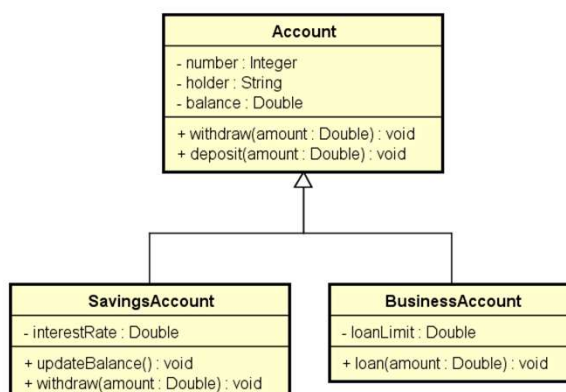 Account
- number : Integer
- holder : String
- balance : Double
+ withdraw(amount : Double) : void
+ deposit(amount : Double) : void
SavingsAccount
- interestRate : Double
+ updateBalance() : void
+ withdraw(amount : Double) : void
BusinessAccount
- loanLimit : Double
+ loan(amount : Double) : void